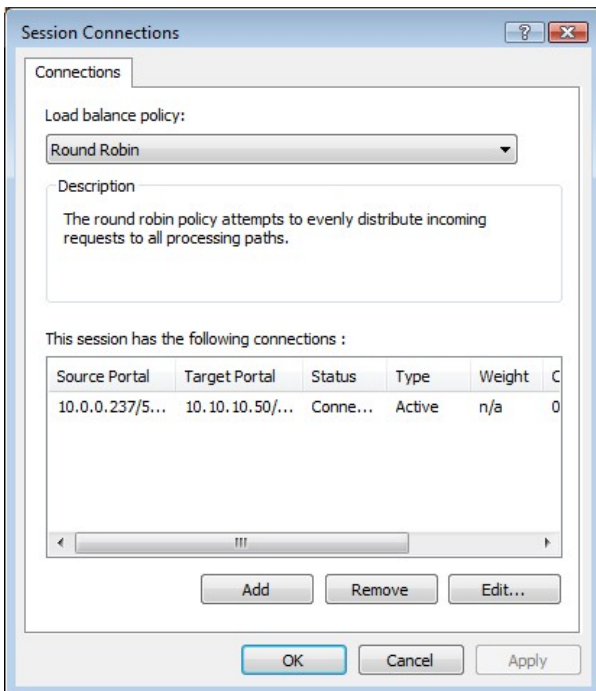 Session Connections
Connections
Load balance policy:
Round Robin
Description
The round robin policy attempts to evenly distribute incoming
requests to all processing paths.
This session has the following connections :
Source Portal Target Portal Status Type Weight C
10.0.0.237/5... 10.10.10.50/... Conne... Active n/a 0
Add Remove Edit...
OK Cancel Apply